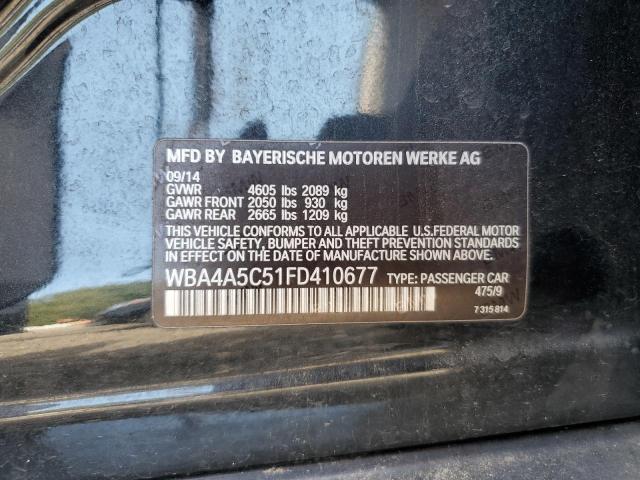 MFD BY BAYERISCHE MOTOREN WERKE AG
09/14
GVWR 4605 lbs 2089 kg
GAWR FRONT 2050 lbs 930 kg
GAWR REAR 2665 lbs 1209 kg
THIS VEHICLE CONFORMS TO ALL APPLICABLE U.S.FEDERAL MOTOR
VEHICLE SAFETY, BUMPER AND THEFT PREVENTION STANDARDS IN
EFFECT ON THE DATE OF MANUFACTURE SHOWN ABOVE.
WBA4A5C51FD410677 TYPE: PASSENGER CAR
475/9
7 315 814